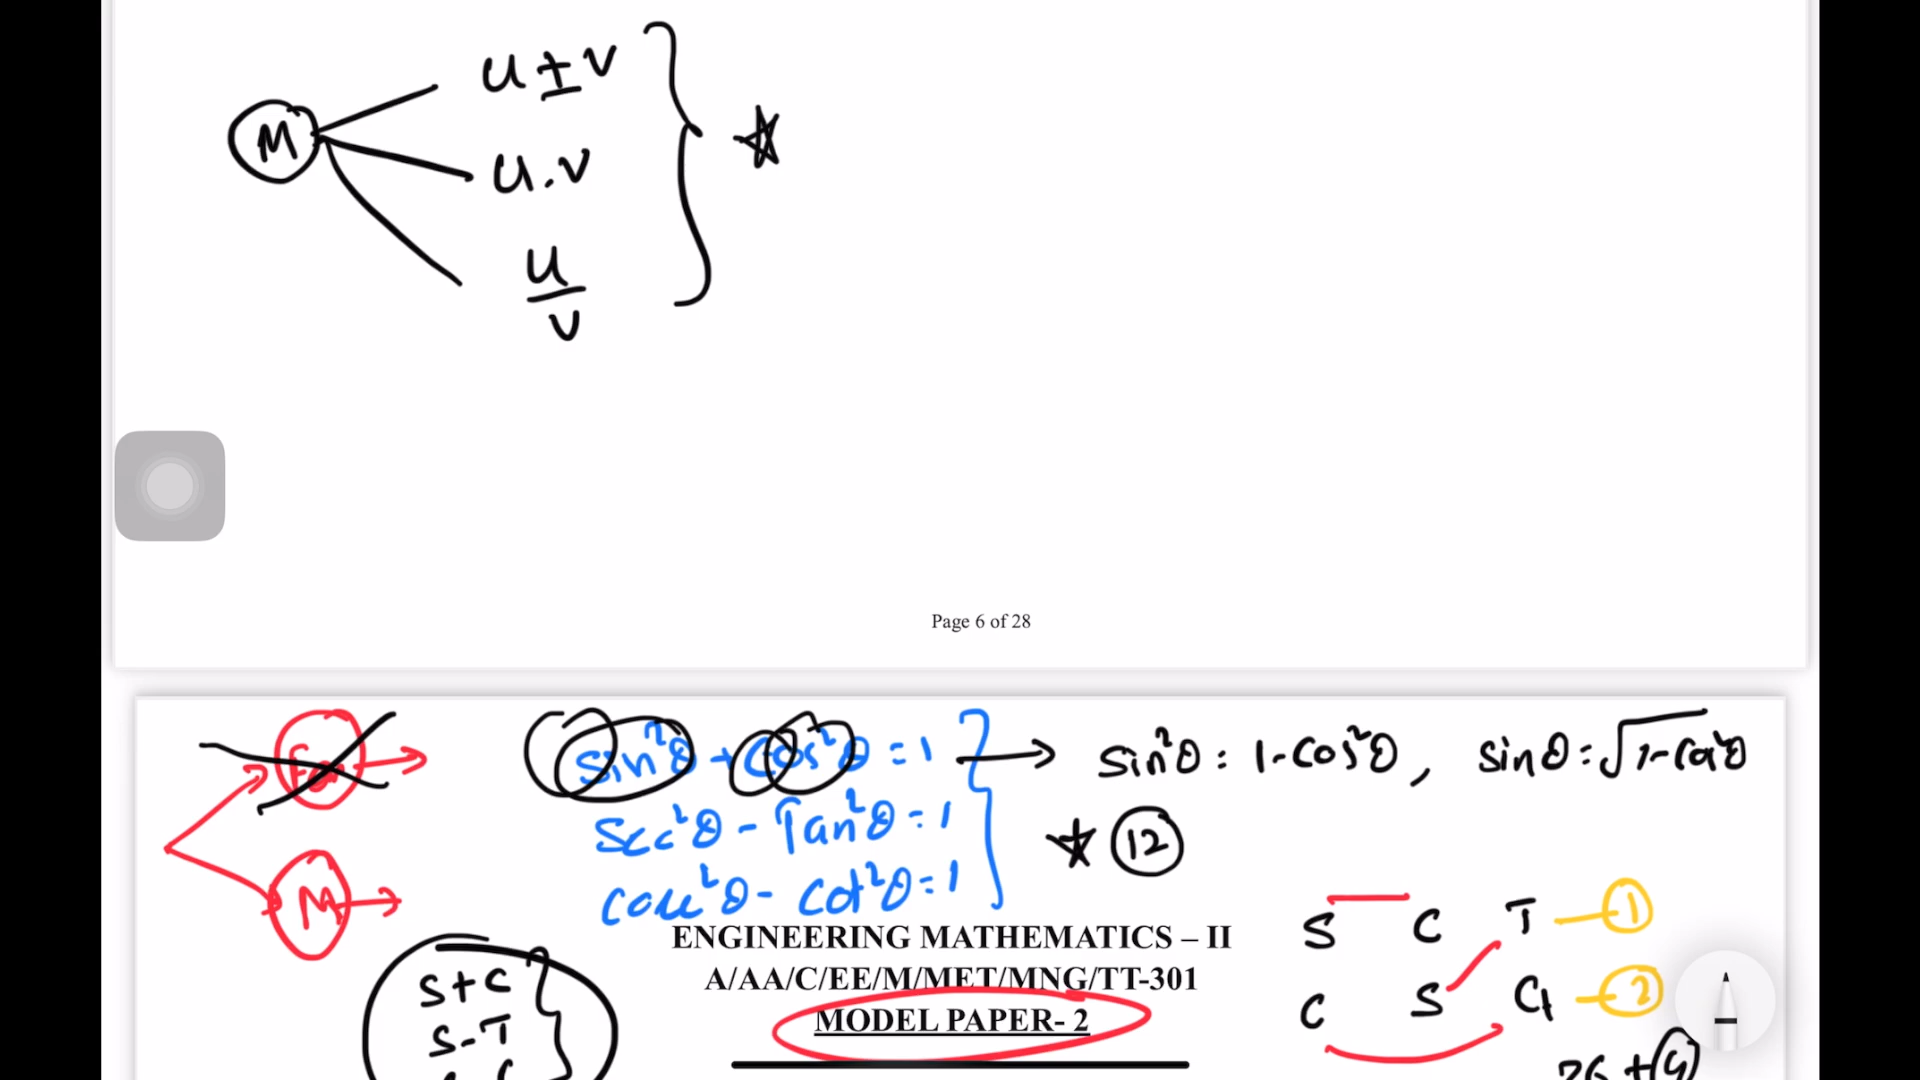 u ± v
M
u . v
u
v
Page 6 of 28
sin²θ + cos²θ = 1
sin²θ : 1 - cos²θ , sinθ = √1 - cos²θ
sec²θ - Tan²θ = 1
12
M
cosec²θ - cot²θ = 1
S C T - 1
ENGINEERING MATHEMATICS – II
A/AA/C/EE/M/MET/MNG/TT-301
S + C
C S - 2
MODEL PAPER- 2
S - T